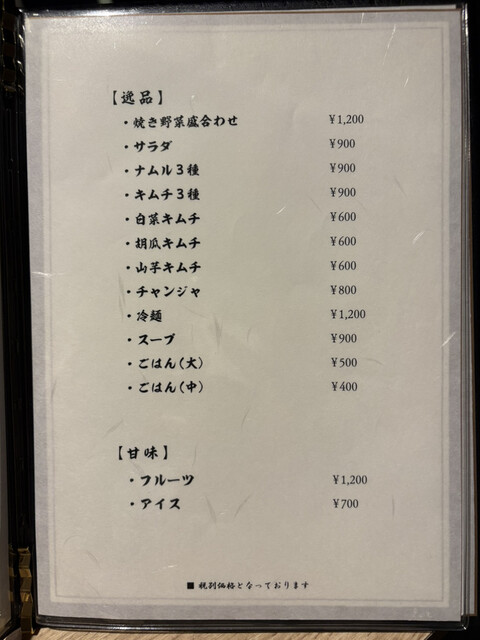 【逸品】
・焼き野菜盛合わせ ¥1,200
・サラダ ¥900
・ナムル3種 ¥900
・キムチ3種 ¥900
・白菜キムチ ¥600
・胡瓜キムチ ¥600
・山芋キムチ ¥600
・チャンジャ ¥800
・冷麺 ¥1,200
・スープ ¥900
・ごはん(大) ¥500
・ごはん(中) ¥400
【甘味】
・フルーツ ¥1,200
・アイス ¥700
■ 税別価格となっております